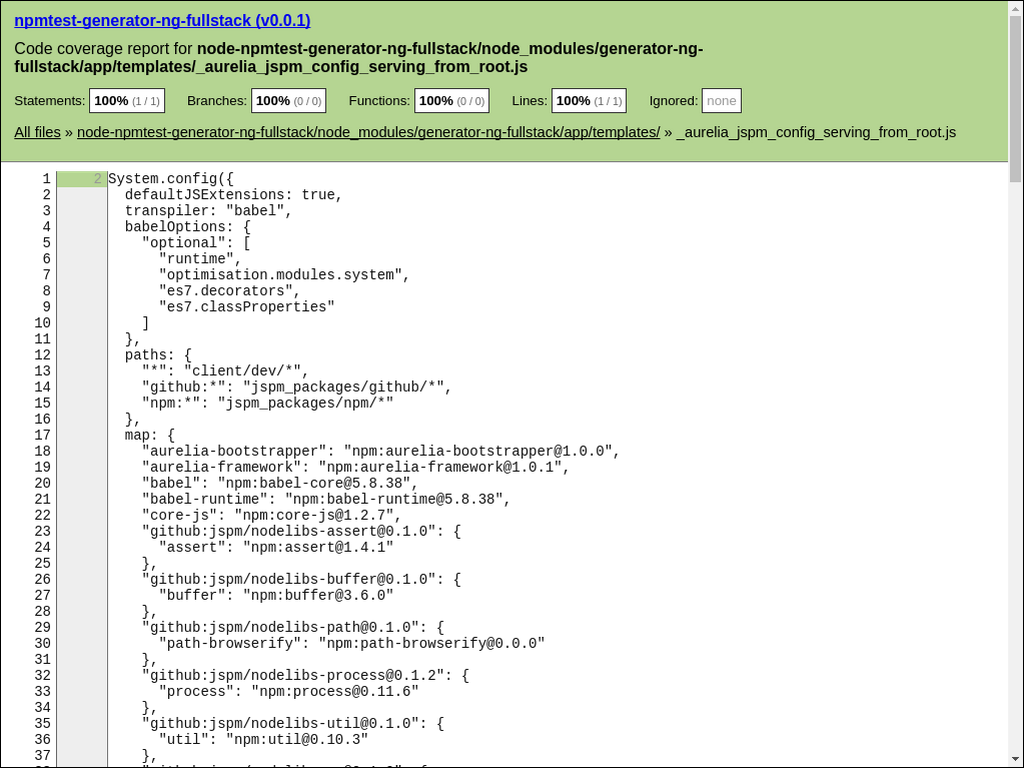 npmtest-generator-ng-fullstack (v0.0.1)
Code coverage report for node-npmtest-generator-ng-fullstack/node_modules/generator-ng-
fullstack/app/templates/_aurelia_jspm_config_serving_from_root.js
Statements: 100% (1 / 1) Branches: 100% (0 / 0) Functions: 100% (0 / 0) Lines: 100% (1 / 1) Ignored: none
All files » node-npmtest-generator-ng-fullstack/node_modules/generator-ng-fullstack/app/templates/ » _aurelia_jspm_config_serving_from_root.js
1 2 System.config({
2   defaultJSExtensions: true,
3   transpiler: "babel",
4   babelOptions: {
5     "optional": [
6       "runtime",
7       "optimisation.modules.system",
8       "es7.decorators",
9       "es7.classProperties"
10     ]
11   },
12   paths: {
13     "*": "client/dev/*",
14     "github:*": "jspm_packages/github/*",
15     "npm:*": "jspm_packages/npm/*"
16   },
17   map: {
18     "aurelia-bootstrapper": "npm:aurelia-bootstrapper@1.0.0",
19     "aurelia-framework": "npm:aurelia-framework@1.0.1",
20     "babel": "npm:babel-core@5.8.38",
21     "babel-runtime": "npm:babel-runtime@5.8.38",
22     "core-js": "npm:core-js@1.2.7",
23     "github:jspm/nodelibs-assert@0.1.0": {
24       "assert": "npm:assert@1.4.1"
25     },
26     "github:jspm/nodelibs-buffer@0.1.0": {
27       "buffer": "npm:buffer@3.6.0"
28     },
29     "github:jspm/nodelibs-path@0.1.0": {
30       "path-browserify": "npm:path-browserify@0.0.0"
31     },
32     "github:jspm/nodelibs-process@0.1.2": {
33       "process": "npm:process@0.11.6"
34     },
35     "github:jspm/nodelibs-util@0.1.0": {
36       "util": "npm:util@0.10.3"
37     },